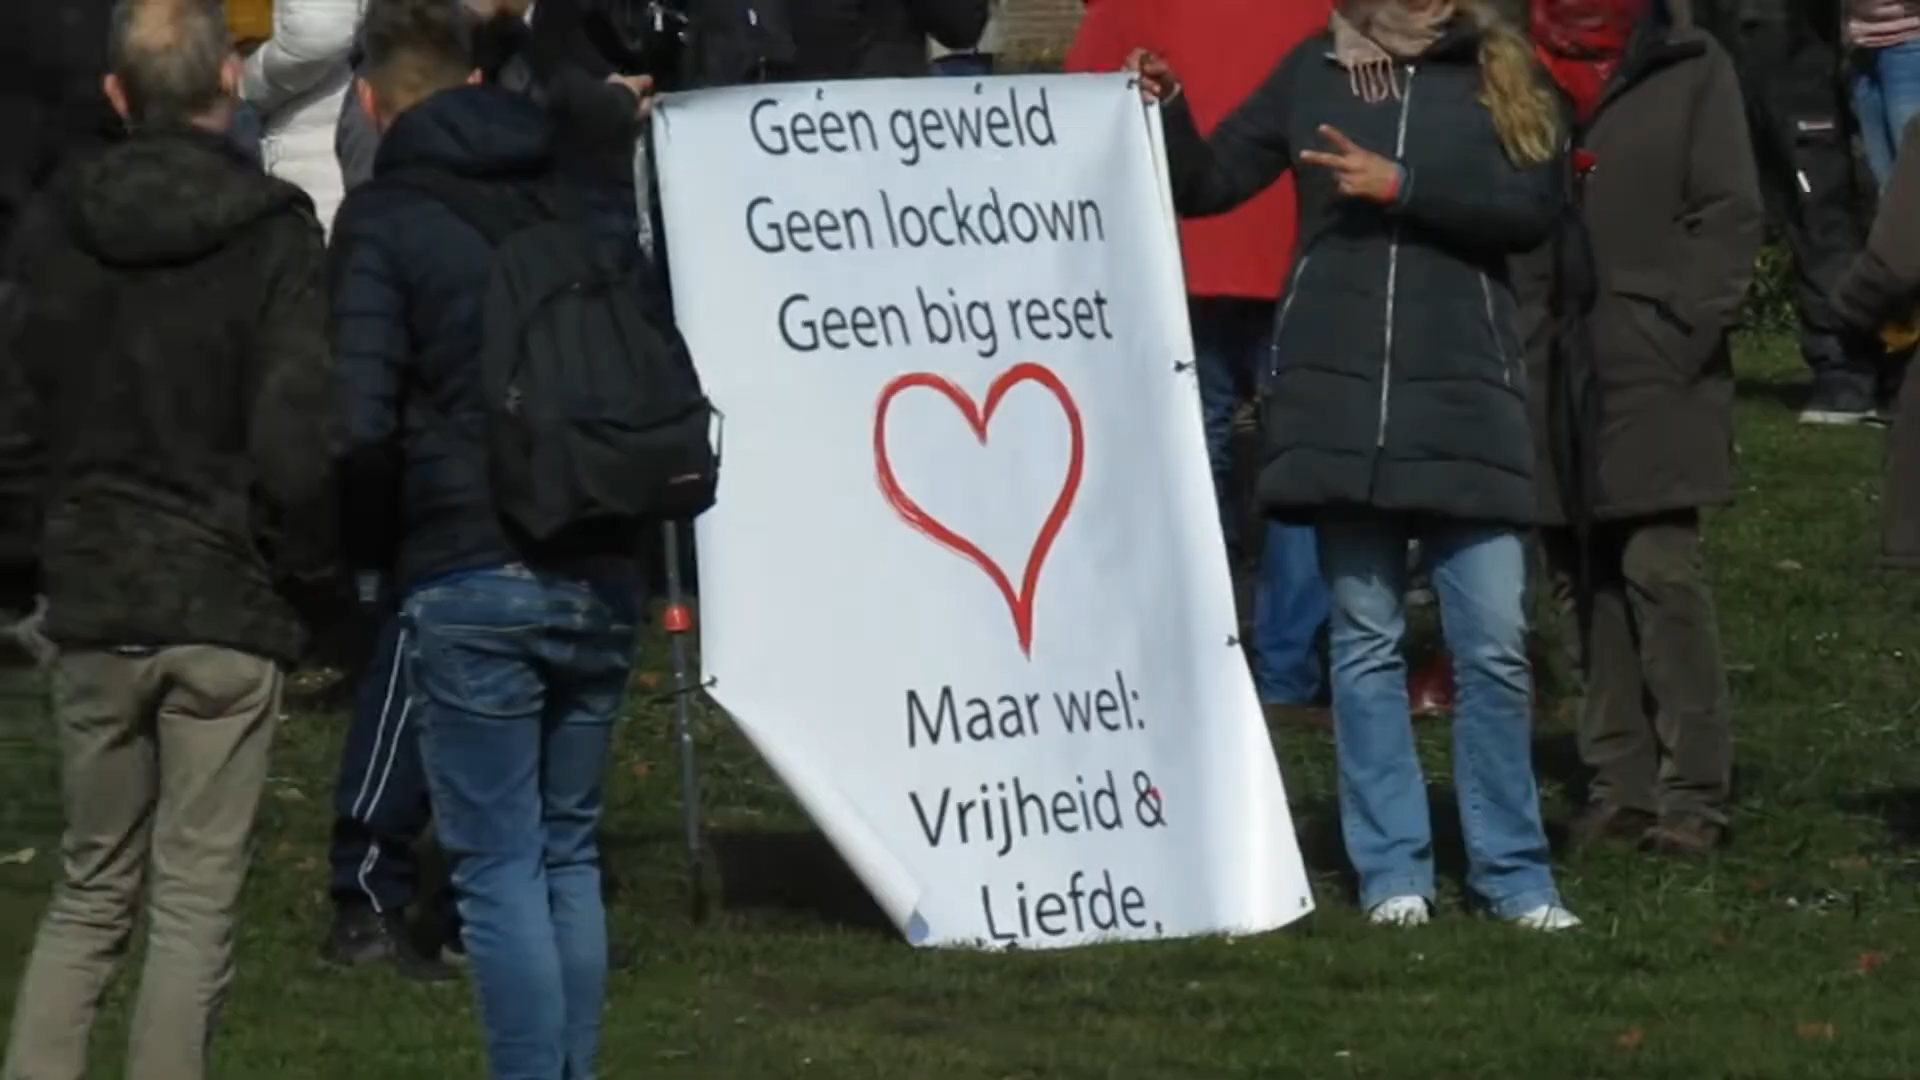 Geen geweld
Geen lockdown
Geen big reset
Maar wel:
Vrijheid &
Liefde,